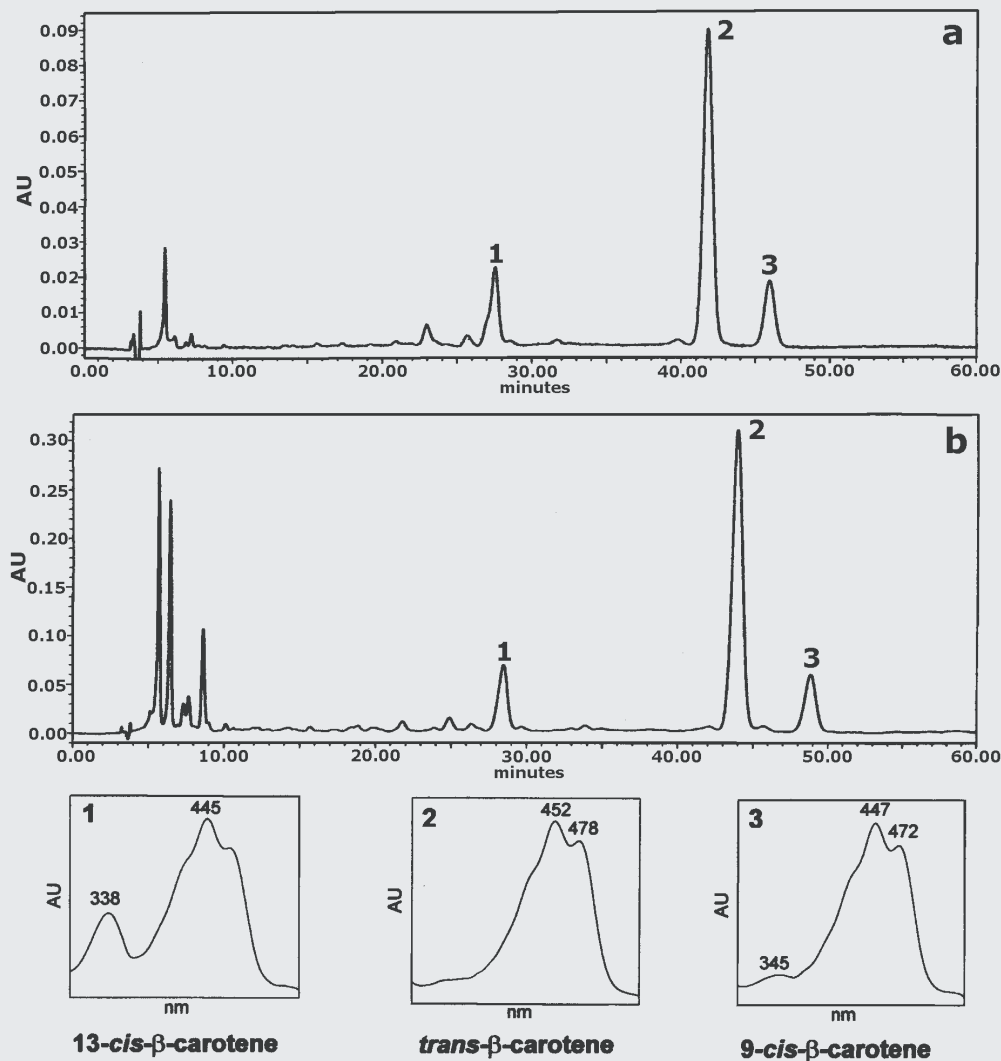 a
2
1
3
AU
0.09
0.08
0.07
0.06
0.05
0.04
0.03
0.02
0.01
0.00
0.00 10.00 20.00 30.00 40.00 50.00 60.00
minutes
b
2
1
3
AU
0.30
0.25
0.20
0.15
0.10
0.05
0.00
0.00 10.00 20.00 30.00 40.00 50.00 60.00
minutes
1
445
338
AU
nm
13-cis-β-carotene
2
452
478
AU
nm
trans-β-carotene
3
447
472
345
AU
nm
9-cis-β-carotene